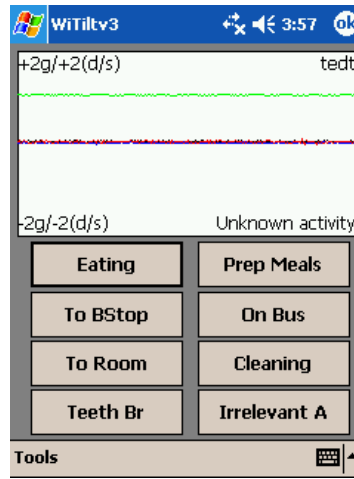 WiTiltv3 3:57 ok
+2g/+2(d/s) tedt
-2g/-2(d/s) Unknown activity
Eating Prep Meals
To BStop On Bus
To Room Cleaning
Teeth Br Irrelevant A
Tools